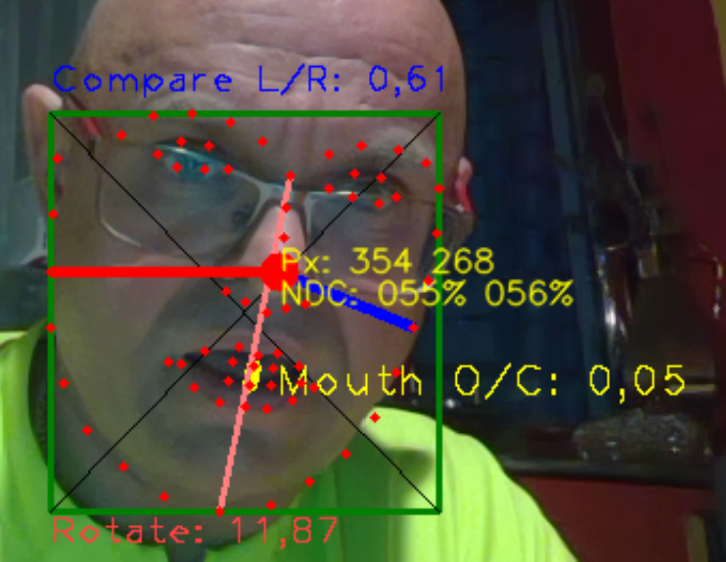 Compare L/R: 0,61
Px: 354 268
NDC: 055% 056%
Mouth O/C: 0,05
Rotate: 11,87